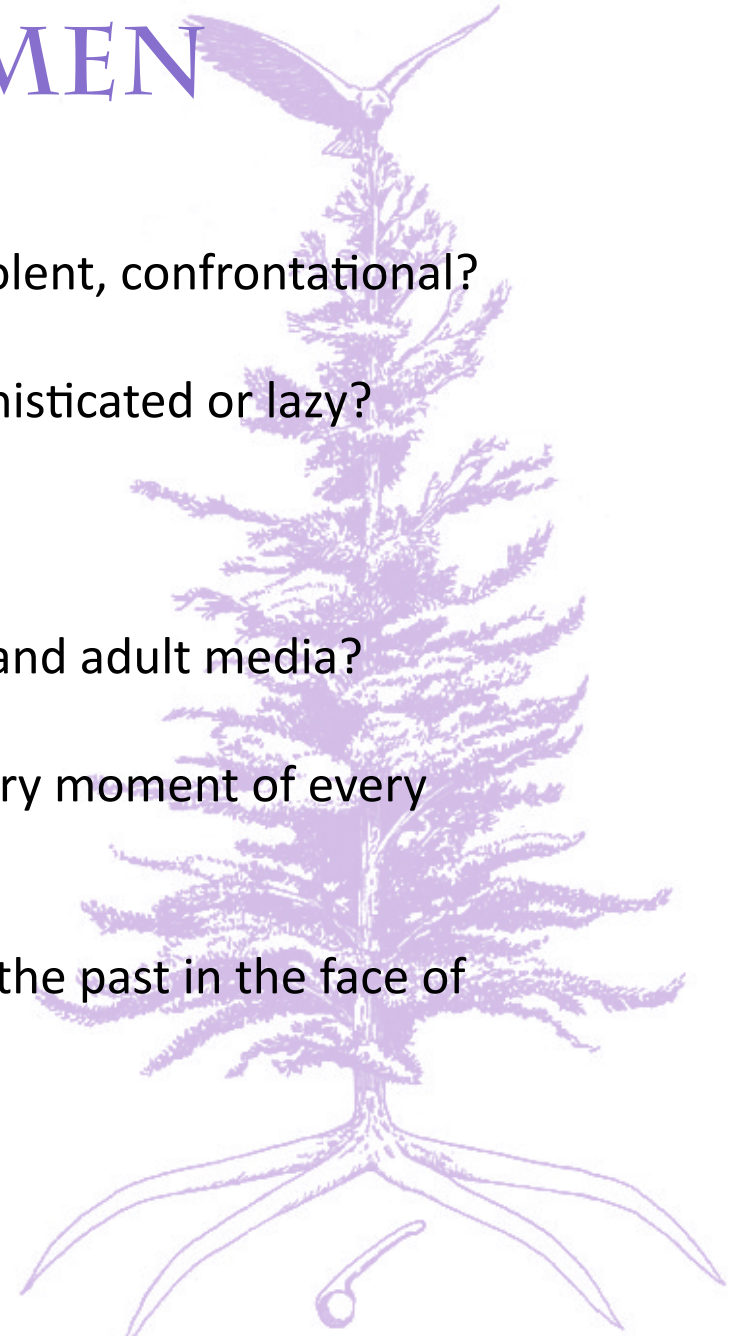 MEN
olent, confrontational?
histicated or lazy?
and adult media?
ry moment of every
the past in the face of